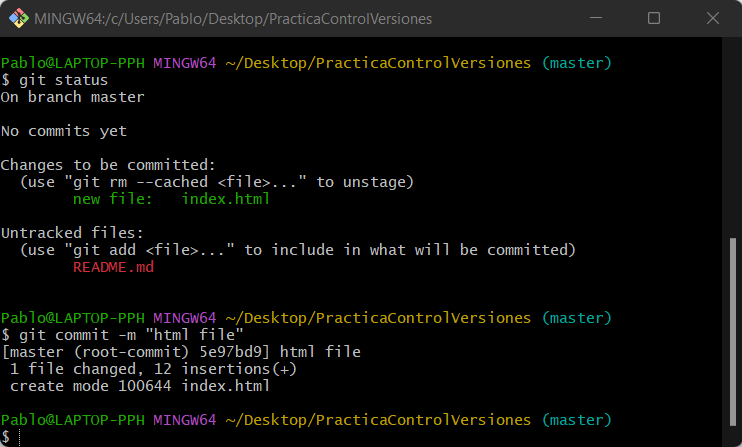 MINGW64:/c/Users/Pablo/Desktop/PracticaControlVersiones
Pablo@LAPTOP-PPH MINGW64 ~/Desktop/PracticaControlVersiones (master)
$ git status
On branch master
No commits yet
Changes to be committed:
  (use "git rm --cached <file>..." to unstage)
        new file:   index.html
Untracked files:
  (use "git add <file>..." to include in what will be committed)
        README.md
Pablo@LAPTOP-PPH MINGW64 ~/Desktop/PracticaControlVersiones (master)
$ git commit -m "html file"
[master (root-commit) 5e97bd9] html file
 1 file changed, 12 insertions(+)
 create mode 100644 index.html
Pablo@LAPTOP-PPH MINGW64 ~/Desktop/PracticaControlVersiones (master)
$